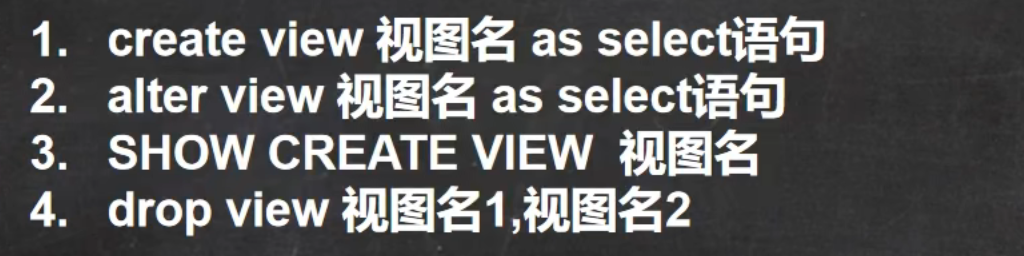 1. create view 视图名 as select语句
2. alter view 视图名 as select语句
3. SHOW CREATE VIEW 视图名
4. drop view 视图名1,视图名2